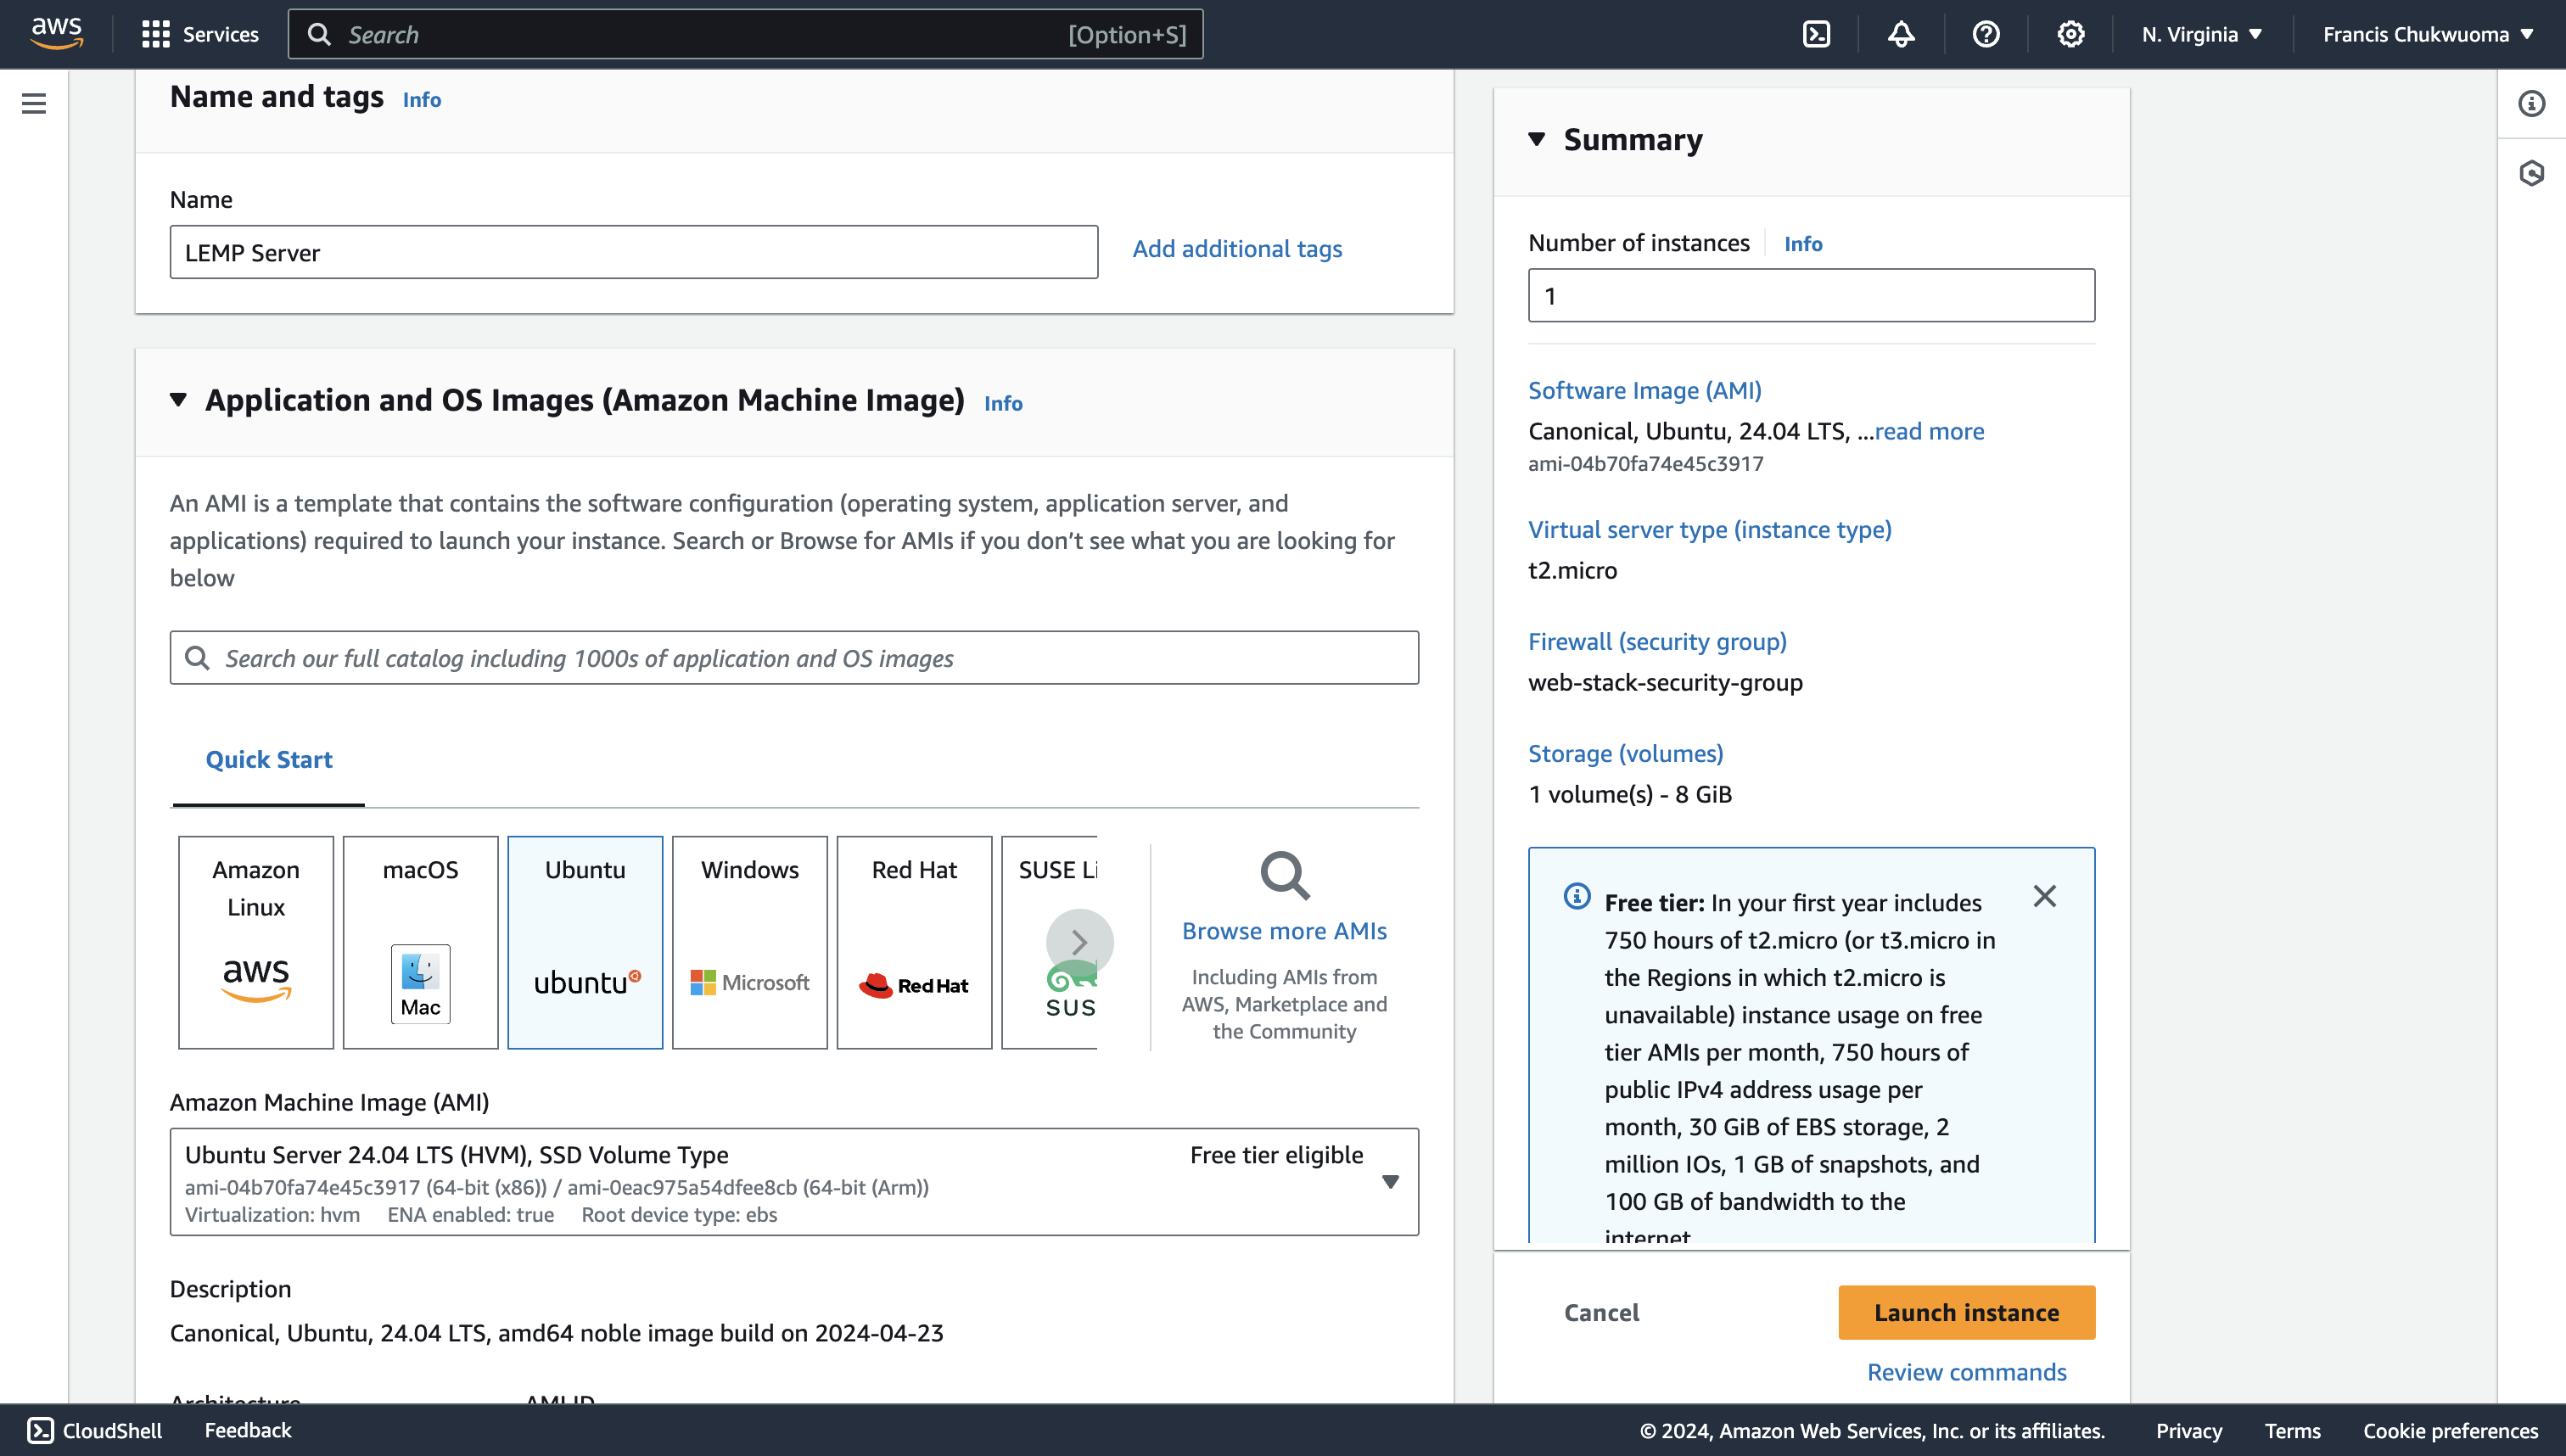 aws
Services
Search
[Option+S]
N. Virginia
Francis Chukwuoma
Name and tags
Info
Name
LEMP Server
Add additional tags
Application and OS Images (Amazon Machine Image)
Info
An AMI is a template that contains the software configuration (operating system, application server, and
applications) required to launch your instance. Search or Browse for AMIs if you don’t see what you are looking for
below
Search our full catalog including 1000s of application and OS images
Quick Start
Amazon
Linux
aws
macOS
Mac
Ubuntu
ubuntu
Windows
Microsoft
Red Hat
Red Hat
SUSE Li
SUS
Browse more AMIs
Including AMIs from
AWS, Marketplace and
the Community
Amazon Machine Image (AMI)
Ubuntu Server 24.04 LTS (HVM), SSD Volume Type
Free tier eligible
ami-04b70fa74e45c3917 (64-bit (x86)) / ami-0eac975a54dfee8cb (64-bit (Arm))
Virtualization: hvm ENA enabled: true Root device type: ebs
Description
Canonical, Ubuntu, 24.04 LTS, amd64 noble image build on 2024-04-23
Architecture
AMI ID
Summary
Number of instances
Info
1
Software Image (AMI)
Canonical, Ubuntu, 24.04 LTS, ...read more
ami-04b70fa74e45c3917
Virtual server type (instance type)
t2.micro
Firewall (security group)
web-stack-security-group
Storage (volumes)
1 volume(s) - 8 GiB
Free tier: In your first year includes
750 hours of t2.micro (or t3.micro in
the Regions in which t2.micro is
unavailable) instance usage on free
tier AMIs per month, 750 hours of
public IPv4 address usage per
month, 30 GiB of EBS storage, 2
million IOs, 1 GB of snapshots, and
100 GB of bandwidth to the
internet
Cancel
Launch instance
Review commands
CloudShell
Feedback
© 2024, Amazon Web Services, Inc. or its affiliates.
Privacy
Terms
Cookie preferences